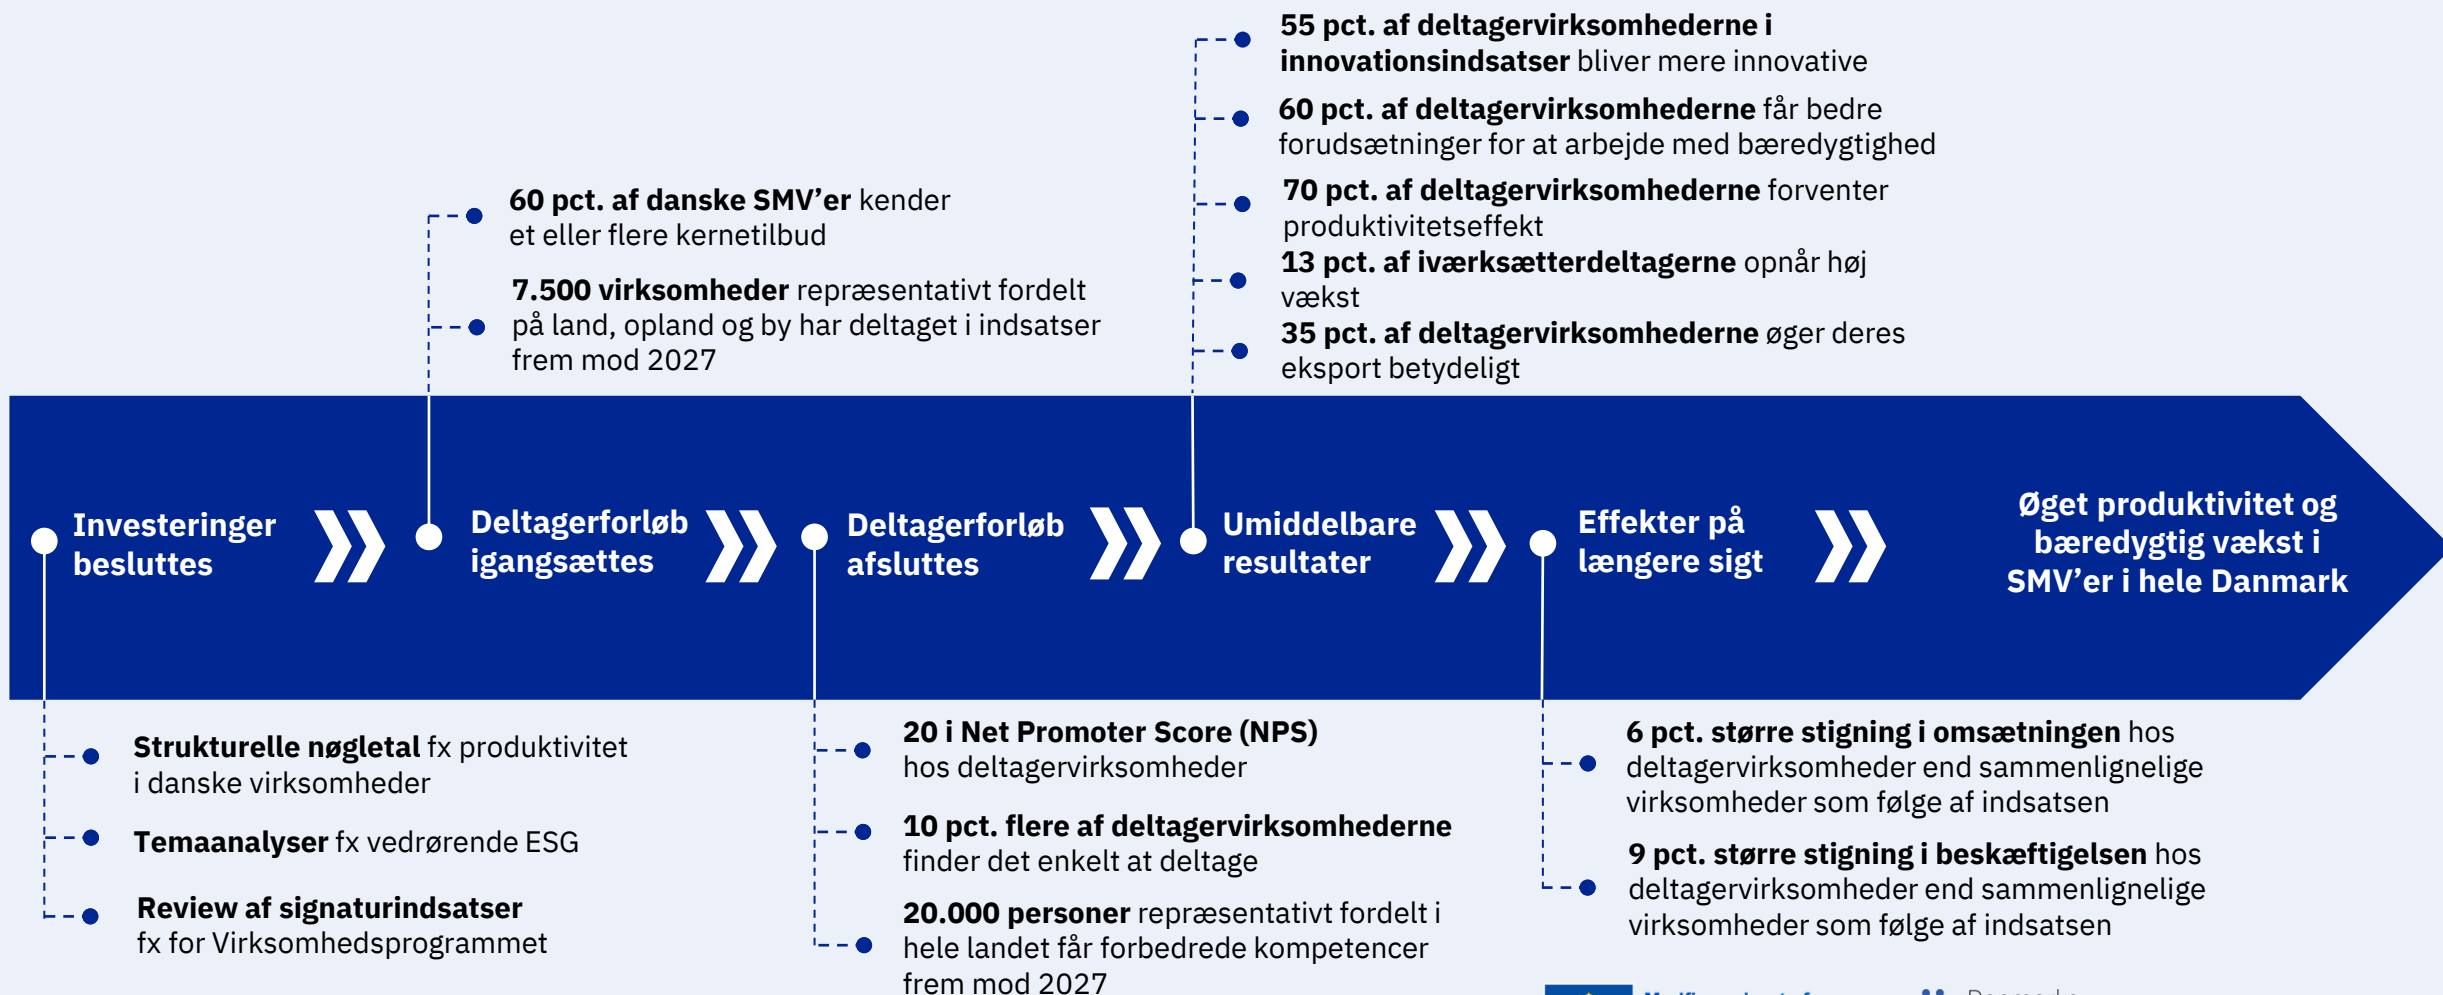 55 pct. af deltagervirksomhederne i
innovationsindsatser bliver mere innovative
60 pct. af deltagervirksomhederne får bedre
forudsætninger for at arbejde med bæredygtighed
70 pct. af deltagervirksomhederne forventer
produktivitetseffekt
13 pct. af iværksætterdeltagerne opnår høj
vækst
35 pct. af deltagervirksomhederne øger deres
eksport betydeligt
60 pct. af danske SMV’er kender
et eller flere kernetilbud
7.500 virksomheder repræsentativt fordelt
på land, opland og by har deltaget i indsatser
frem mod 2027
Investeringer
besluttes
Deltagerforløb
igangsættes
Deltagerforløb
afsluttes
Umiddelbare
resultater
Effekter på
længere sigt
Øget produktivitet og
bæredygtig vækst i
SMV’er i hele Danmark
Strukturelle nøgletal fx produktivitet
i danske virksomheder
Temaanalyser fx vedrørende ESG
Review af signaturindsatser
fx for Virksomhedsprogrammet
20 i Net Promoter Score (NPS)
hos deltagervirksomheder
10 pct. flere af deltagervirksomhederne
finder det enkelt at deltage
20.000 personer repræsentativt fordelt i
hele landet får forbedrede kompetencer
frem mod 2027
6 pct. større stigning i omsætningen hos
deltagervirksomheder end sammenlignelige
virksomheder som følge af indsatsen
9 pct. større stigning i beskæftigelsen hos
deltagervirksomheder end sammenlignelige
virksomheder som følge af indsatsen